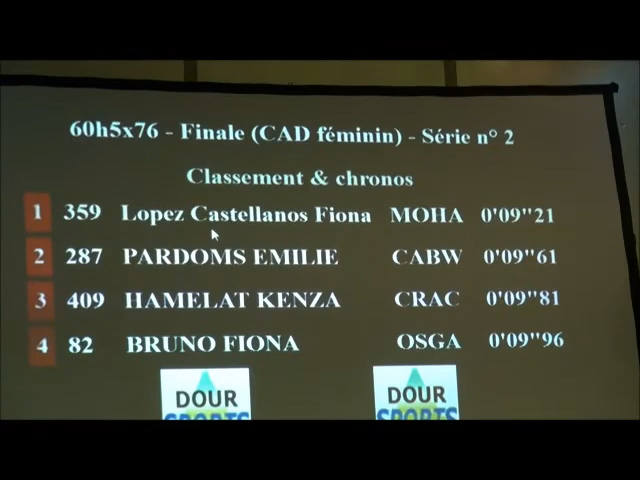 60h5x76 - Finale (CAD féminin) - Série n° 2
Classement & chronos
1 359 Lopez Castellanos Fiona MOHA 0'09"21
2 287 PARDOMS EMILIE CABW 0'09"61
3 409 HAMELAT KENZA CRAC 0'09"81
4 82 BRUNO FIONA OSGA 0'09"96
DOUR DOUR
SPORTS SPORTS